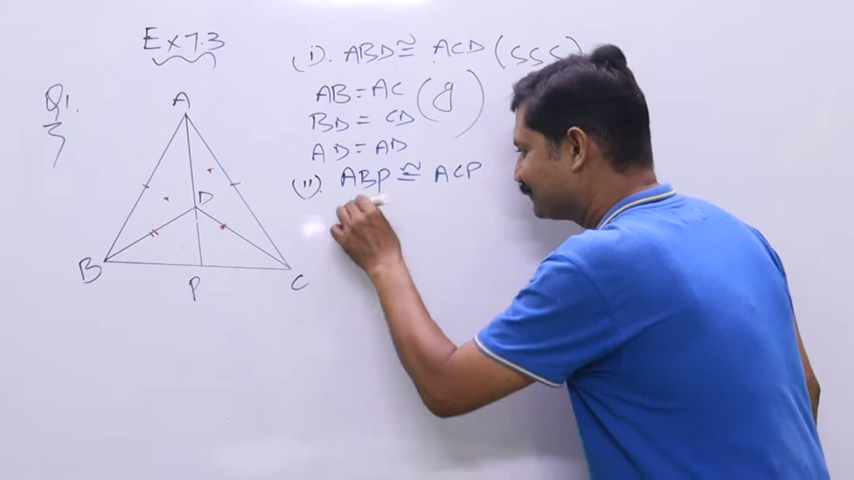 Ex 7.3
Q1.
A
D
B
P
C
(i). ABD ≅ ACD (SSS)
AB = AC (g)
BD = CD
AD = AD
(ii). ABP ≅ ACP